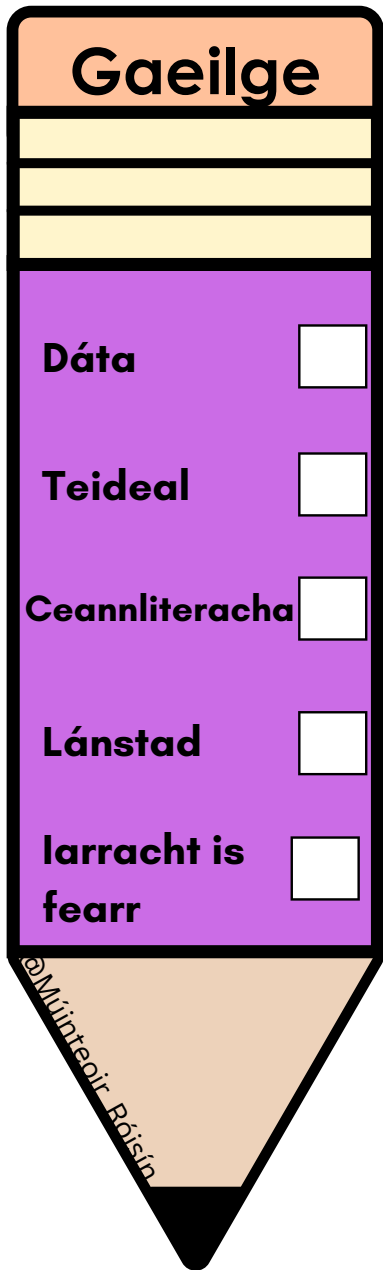 Gaeilge
Dáta
Teideal
Ceannliteracha
Lánstad
Iarracht is
fearr
@Múinteoir_Róisín